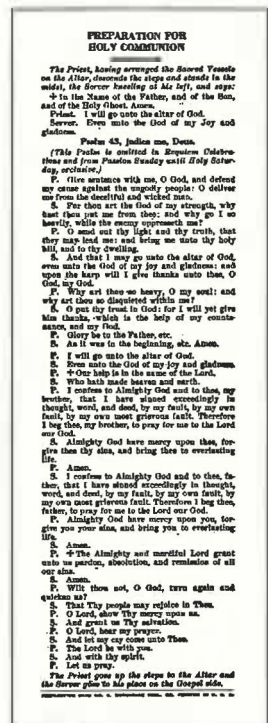 PREPARATION FOR
HOLY COMMUNION
The Priest, having arranged the Sacred Vessels
on the Altar, descends the steps and stands in the
midst, the Server kneeling at his left, and says:
✠ In the Name of the Father, and of the Son,
and of the Holy Ghost. Amen.
Priest. I will go unto the altar of God.
Server. Even unto the God of my Joy and
gladness.
Psalm 43, Judica me, Deus.
(This Psalm is omitted in Requiem Celebra-
tions and from Passion Sunday until Holy Satur-
day, exclusive.)
P. Give sentence with me, O God, and defend
my cause against the ungodly people: O deliver
me from the deceitful and wicked man.
S. For thou art the God of my strength, why
hast thou put me from thee: and why go I so
heavily, while the enemy oppresseth me?
P. O send out thy light and thy truth, that
they may lead me: and bring me unto thy holy
hill, and to thy dwelling.
S. And that I may go unto the altar of God,
even unto the God of my joy and gladness: and
upon the harp will I give thanks unto thee, O
God, my God.
P. Why art thou so heavy, O my soul: and
why art thou so disquieted within me?
S. O put thy trust in God: for I will yet give
him thanks, which is the help of my counte-
nance, and my God.
P. Glory be to the Father, etc.
S. As it was in the beginning, etc. Amen.
P. I will go unto the altar of God.
S. Even unto the God of my joy and gladness.
P. ✠ Our help is in the name of the Lord.
S. Who hath made heaven and earth.
P. I confess to Almighty God and to thee, my
brother, that I have sinned exceedingly in
thought, word, and deed, by my fault, by my own
fault, by my own most grievous fault. Therefore
I beg thee, my brother, to pray for me to the Lord
our God.
S. Almighty God have mercy upon thee, for-
give thee thy sins, and bring thee to everlasting
life.
P. Amen.
S. I confess to Almighty God and to thee, fa-
ther, that I have sinned exceedingly in thought,
word, and deed, by my fault, by my own fault, by
my own most grievous fault. Therefore I beg thee,
father, to pray for me to the Lord our God.
P. Almighty God have mercy upon you, for-
give you your sins, and bring you to everlasting
life.
S. Amen.
P. ✠ The Almighty and merciful Lord grant
unto us pardon, absolution, and remission of all
our sins.
S. Amen.
P. Wilt thou not, O God, turn again and
quicken us?
S. That Thy people may rejoice in Thee.
P. O Lord, show Thy mercy upon us.
S. And grant us Thy salvation.
P. O Lord, hear my prayer.
S. And let my cry come unto Thee.
P. The Lord be with you.
S. And with thy spirit.
P. Let us pray.
The Priest goes up the steps to the Altar and
the Server goes to his place on the Gospel side.